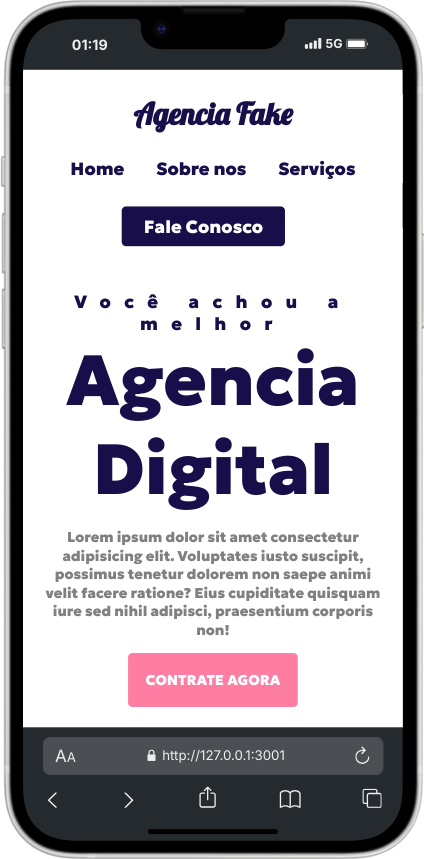 01:19
5G
Agencia Fake
Home Sobre nos Serviços
Fale Conosco
Você achou a
melhor
Agencia
Digital
Lorem ipsum dolor sit amet consectetur
adipisicing elit. Voluptates iusto suscipit,
possimus tenetur dolorem non saepe animi
velit facere ratione? Eius cupiditate quisquam
iure sed nihil adipisci, praesentium corporis
non!
CONTRATE AGORA
AA http://127.0.0.1:3001